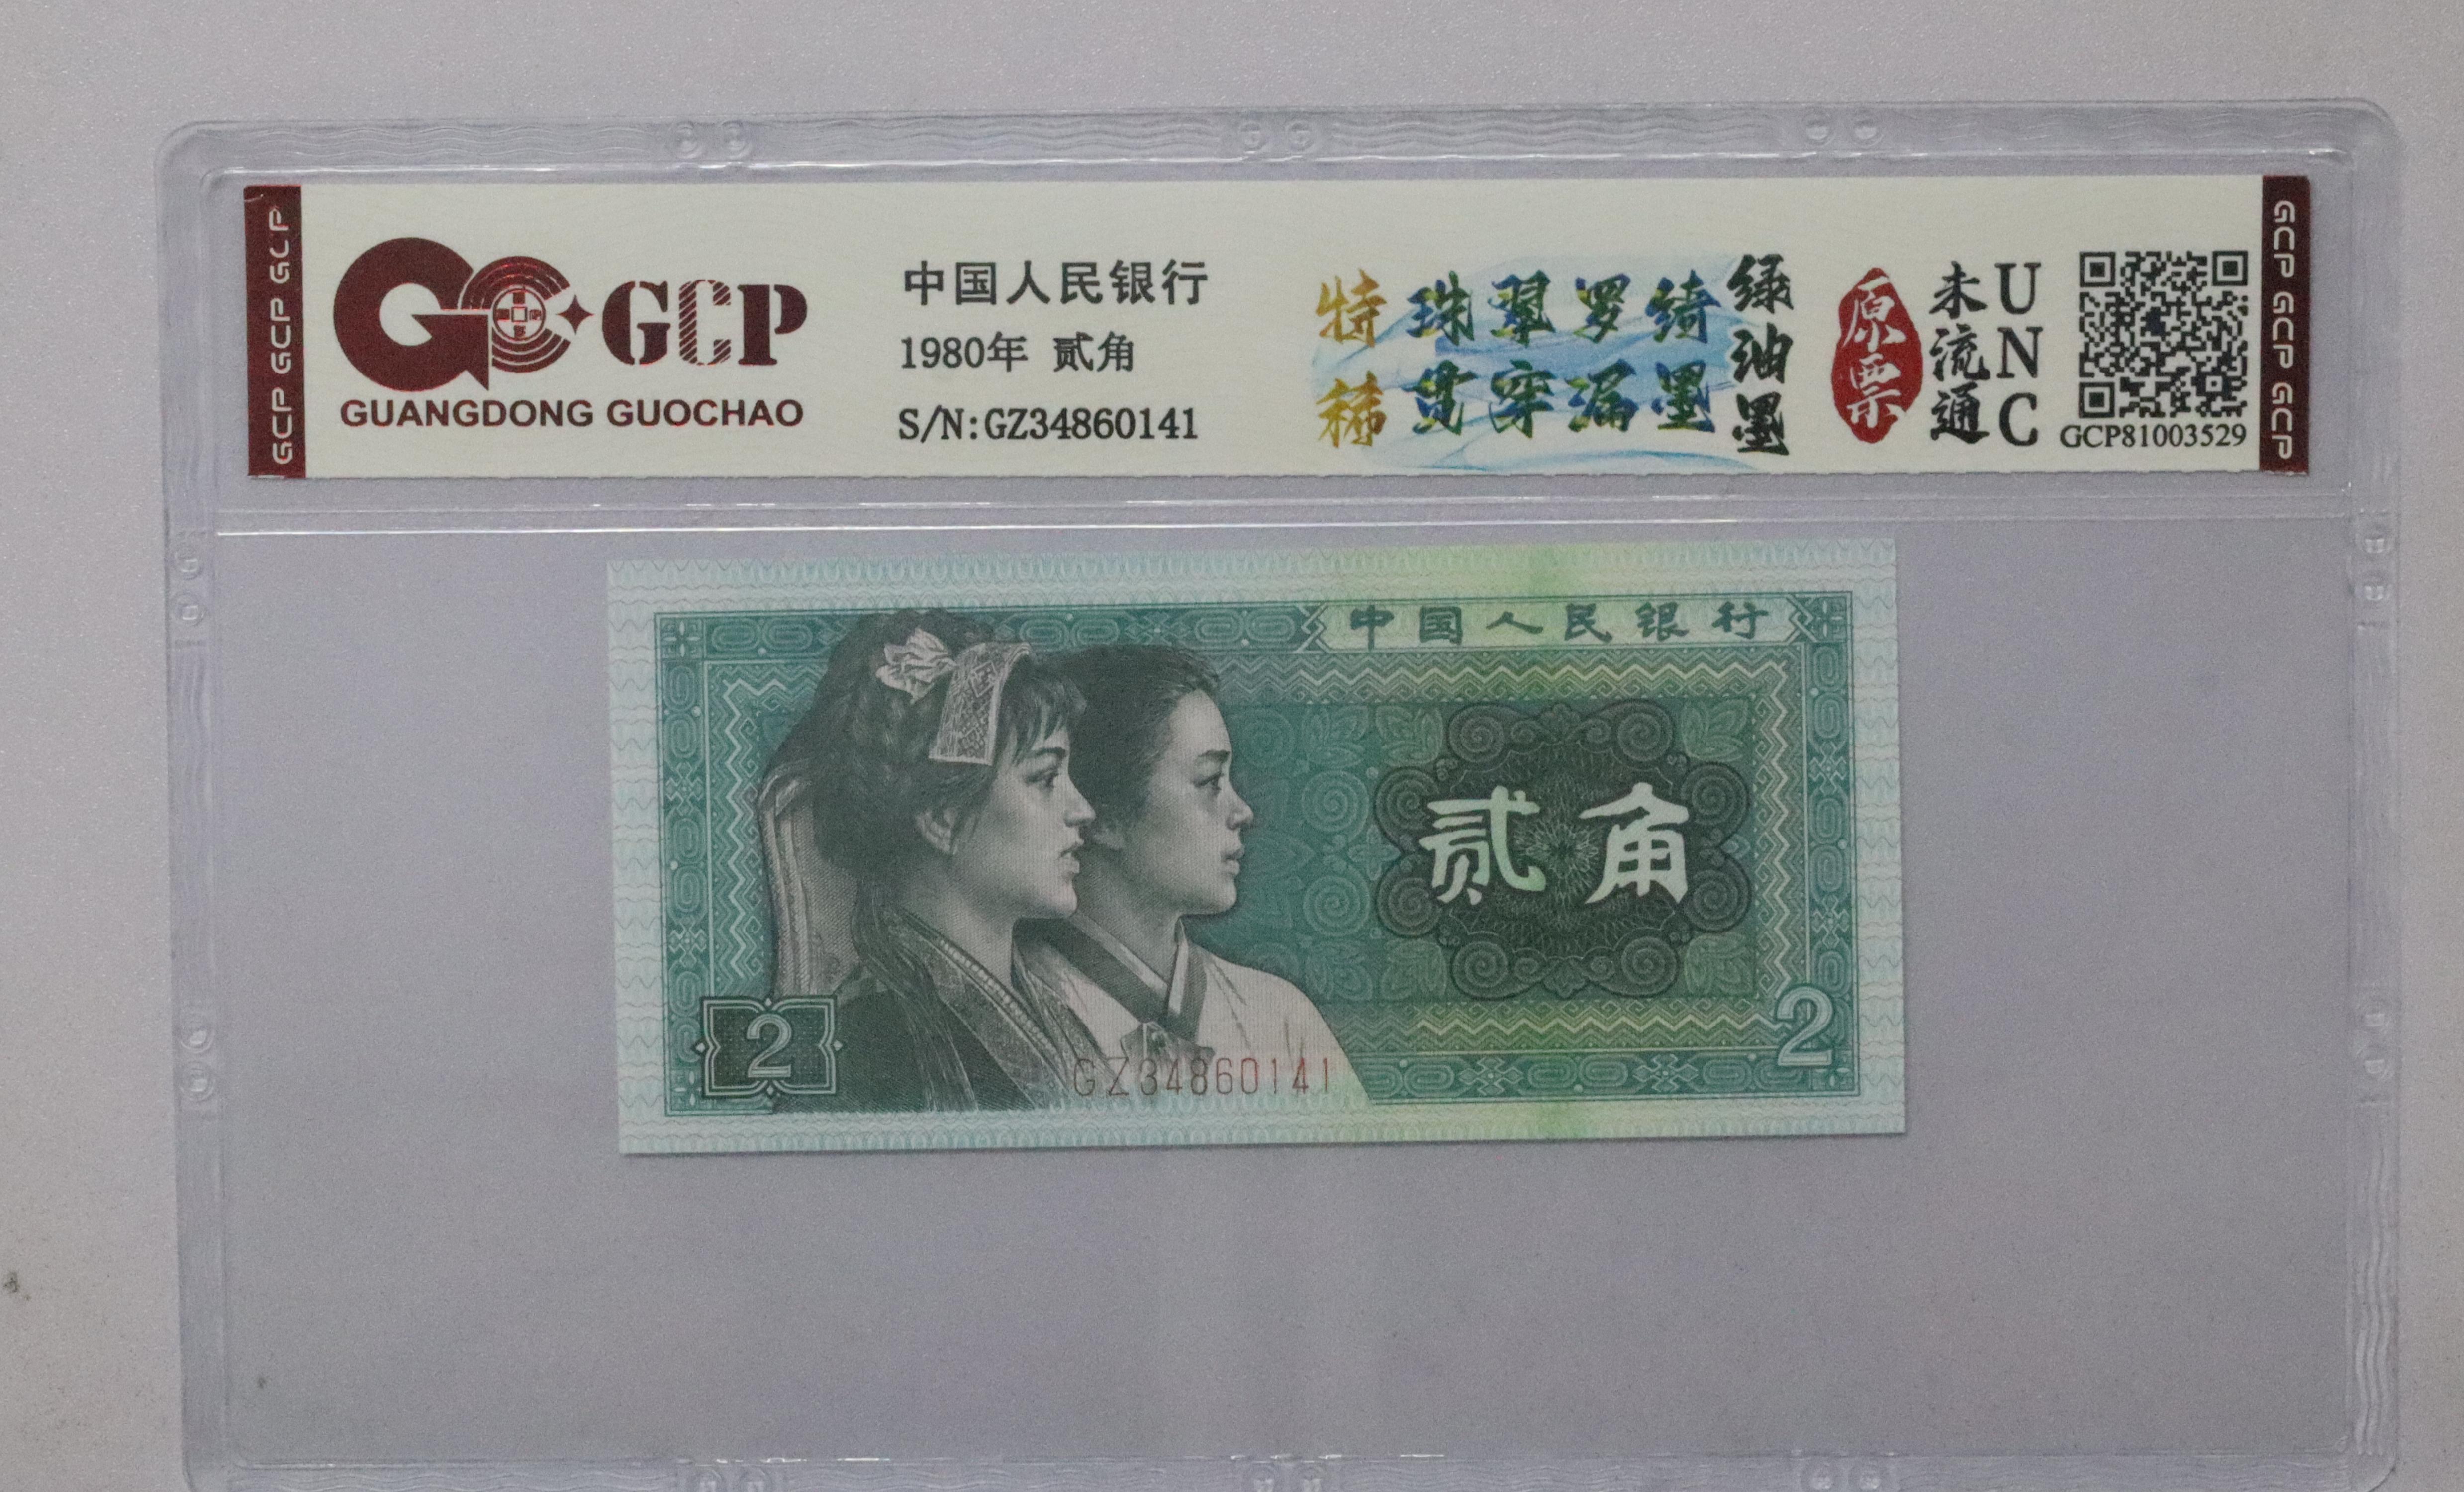 GCP GCP GCP
GCP
GUANGDONG GUOCHAO
中国人民银行
1980年 贰角
S/N:GZ34860141
特稀
珠翠罗绮
贯穿漏墨
绿油墨
原票
未流通
UNC
GCP81003529
GCP GCP GCP
中国人民银行
贰角
2
2
GZ34860141